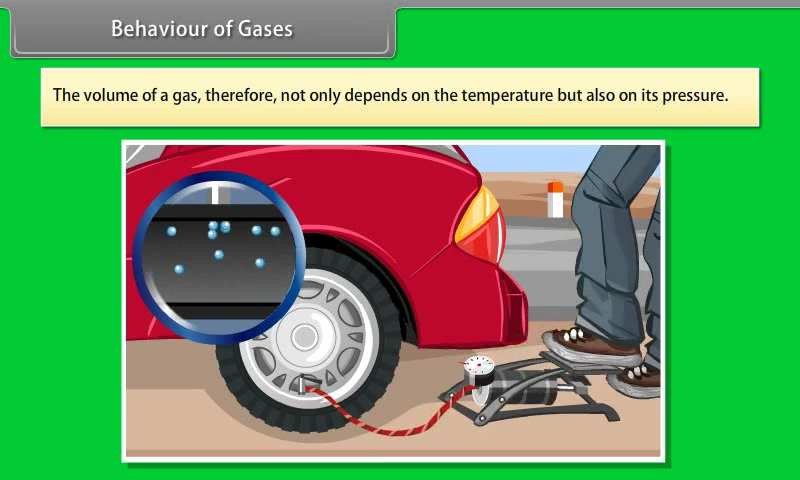 Behaviour of Gases
The volume of a gas, therefore, not only depends on the temperature but also on its pressure.